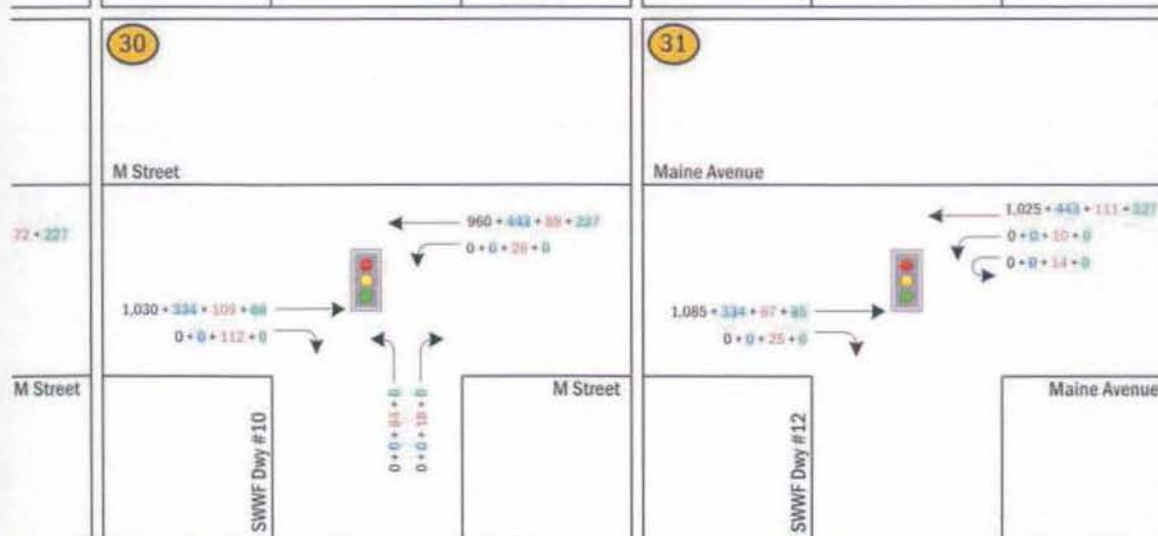 30
M Street
960 + 443 + 89 + 227
0 + 0 + 26 + 0
1,030 + 334 + 109 + 88
0 + 0 + 112 + 0
0 + 0 + 84 + 0
0 + 0 + 18 + 0
SWWF Dwy #10
M Street
31
Maine Avenue
1,025 + 443 + 111 + 227
0 + 0 + 10 + 0
0 + 0 + 14 + 0
1,085 + 334 + 67 + 85
0 + 0 + 25 + 0
SWWF Dwy #12
Maine Avenue
72 + 227
M Street